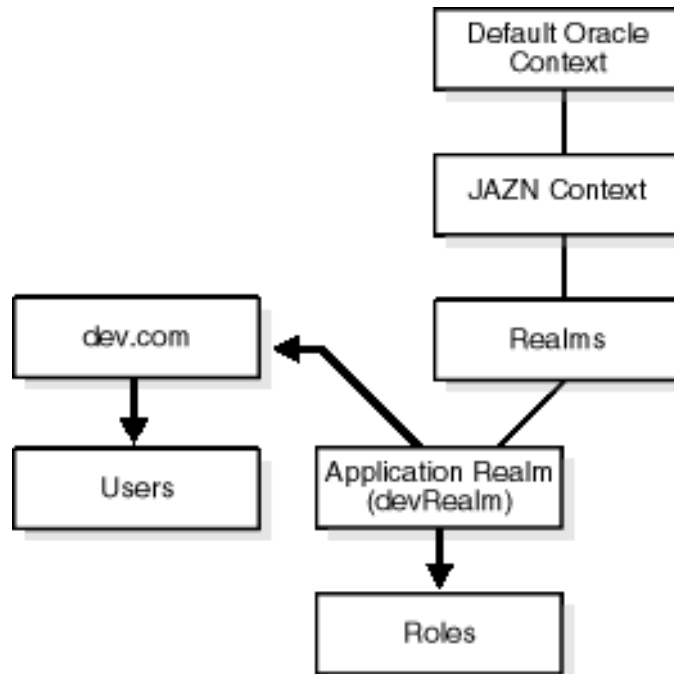 Default Oracle
Context
JAZN Context
Realms
dev.com
Users
Application Realm
(devRealm)
Roles